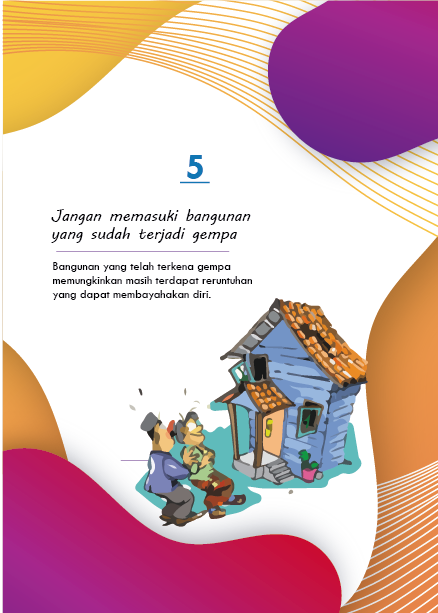 5
Jangan memasuki bangunan
yang sudah terjadi gempa
Bangunan yang telah terkena gempa
memungkinkan masih terdapat reruntuhan
yang dapat membayahakan diri.